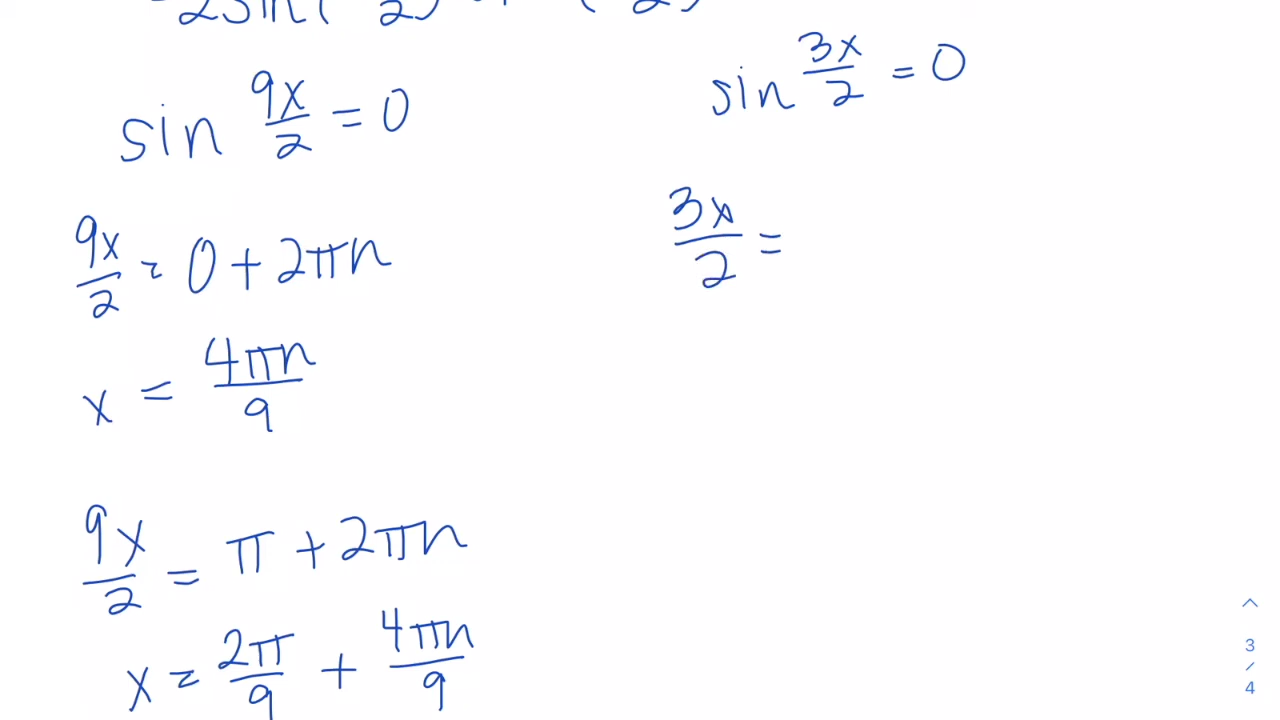 -2sin(
sin 9x/2 = 0
9x/2 = 0 + 2πn
x = 4πn/9
9x/2 = π + 2πn
x = 2π/9 + 4πn/9
sin 3x/2 = 0
3x/2 =
3
/
4